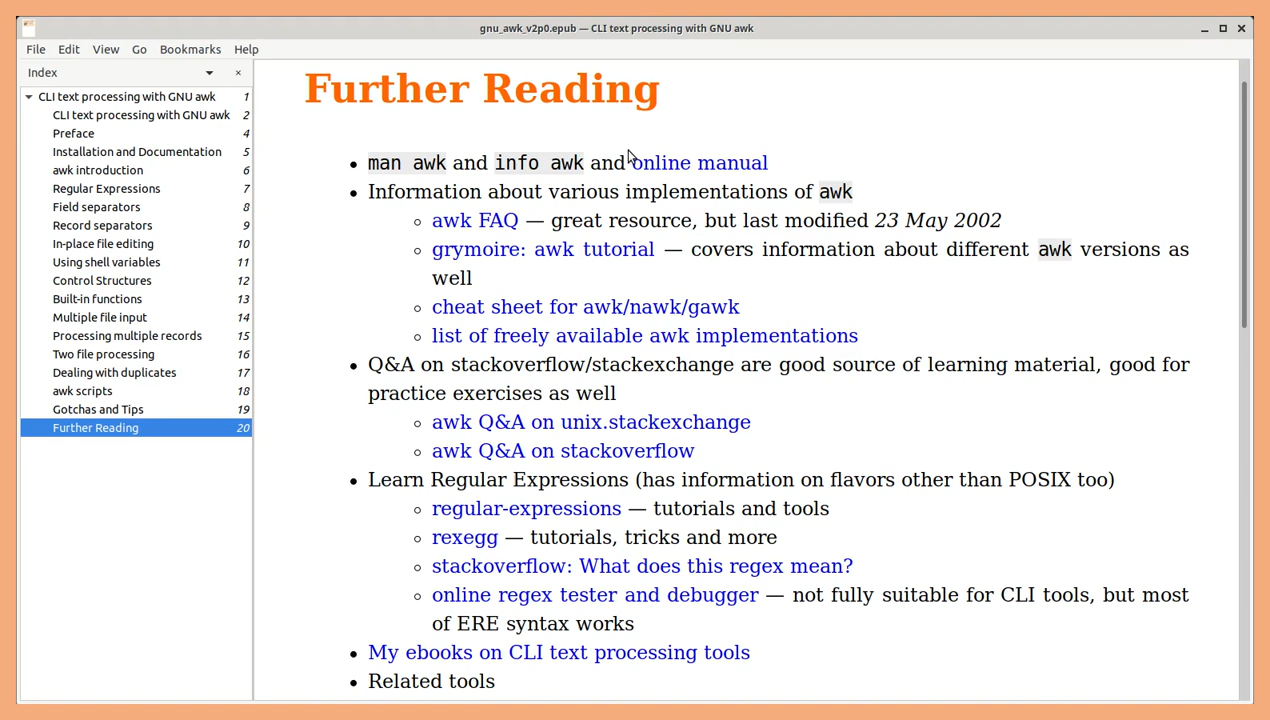 gnu_awk_v2p0.epub — CLI text processing with GNU awk
File Edit View Go Bookmarks Help
Index
CLI text processing with GNU awk 1
CLI text processing with GNU awk 2
Preface 4
Installation and Documentation 5
awk introduction 6
Regular Expressions 7
Field separators 8
Record separators 9
In-place file editing 10
Using shell variables 11
Control Structures 12
Built-in functions 13
Multiple file input 14
Processing multiple records 15
Two file processing 16
Dealing with duplicates 17
awk scripts 18
Gotchas and Tips 19
Further Reading 20
Further Reading
• man awk and info awk and online manual
• Information about various implementations of awk
◦ awk FAQ — great resource, but last modified 23 May 2002
◦ grymoire: awk tutorial — covers information about different awk versions as
well
◦ cheat sheet for awk/nawk/gawk
◦ list of freely available awk implementations
• Q&A on stackoverflow/stackexchange are good source of learning material, good for
practice exercises as well
◦ awk Q&A on unix.stackexchange
◦ awk Q&A on stackoverflow
• Learn Regular Expressions (has information on flavors other than POSIX too)
◦ regular-expressions — tutorials and tools
◦ rexegg — tutorials, tricks and more
◦ stackoverflow: What does this regex mean?
◦ online regex tester and debugger — not fully suitable for CLI tools, but most
of ERE syntax works
• My ebooks on CLI text processing tools
• Related tools